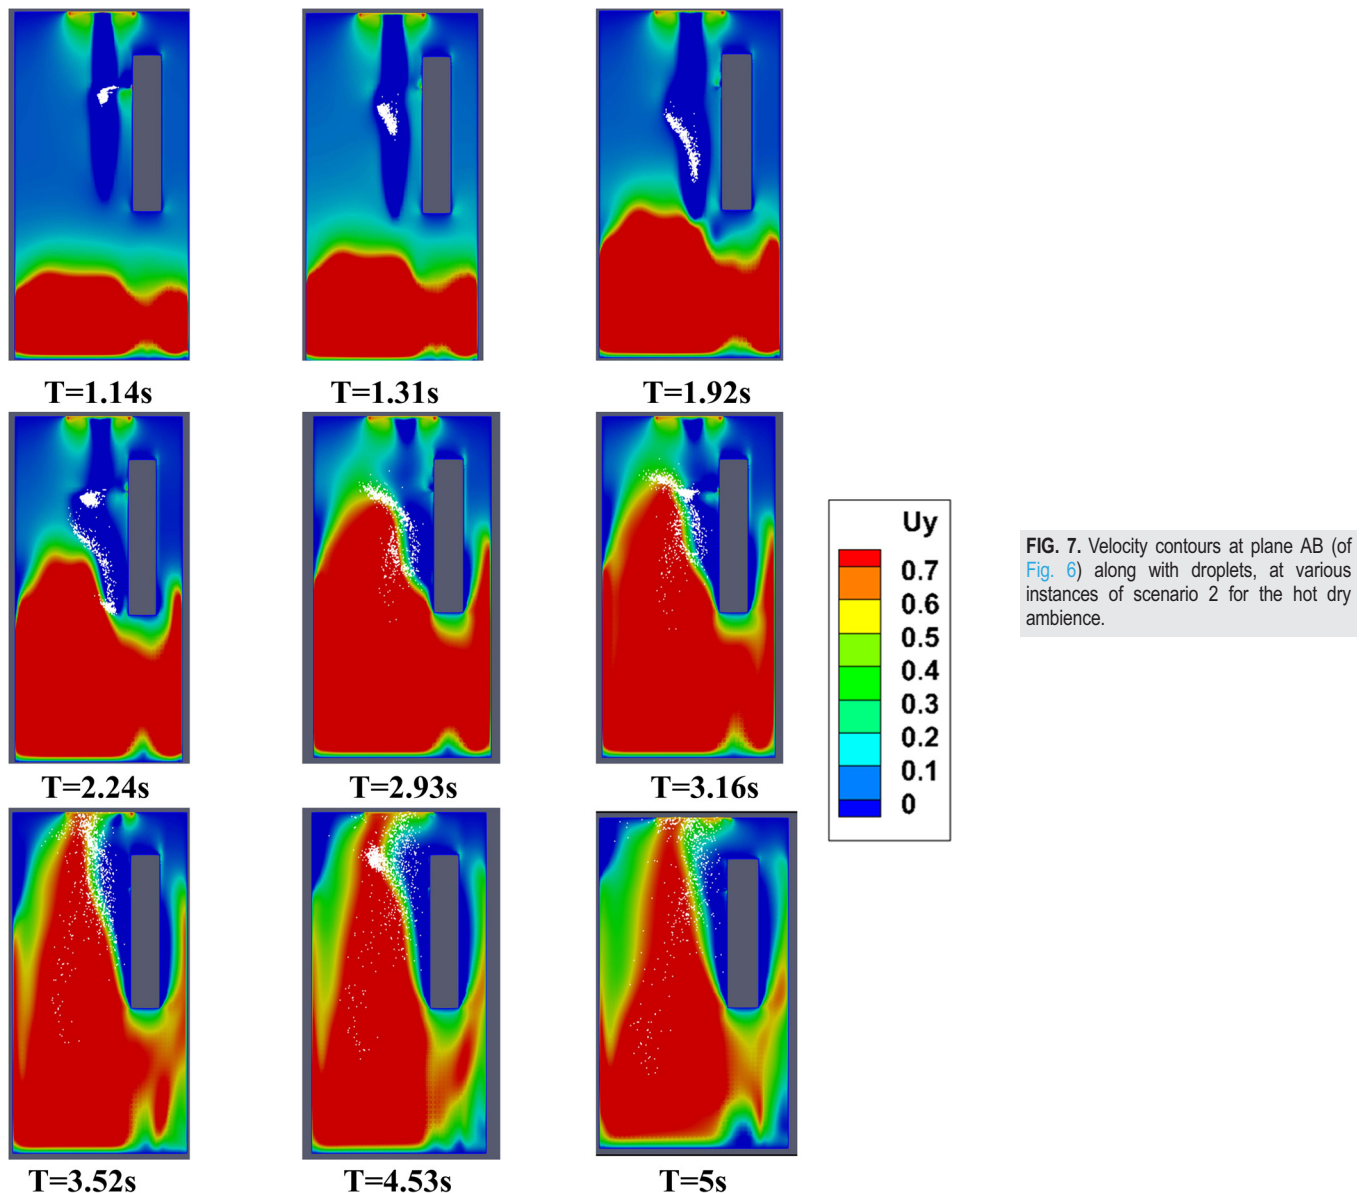 T=1.14s
T=1.31s
T=1.92s
T=2.24s
T=2.93s
T=3.16s
T=3.52s
T=4.53s
T=5s
Uy
0.7
0.6
0.5
0.4
0.3
0.2
0.1
0
FIG. 7. Velocity contours at plane AB (of
Fig. 6) along with droplets, at various
instances of scenario 2 for the hot dry
ambience.